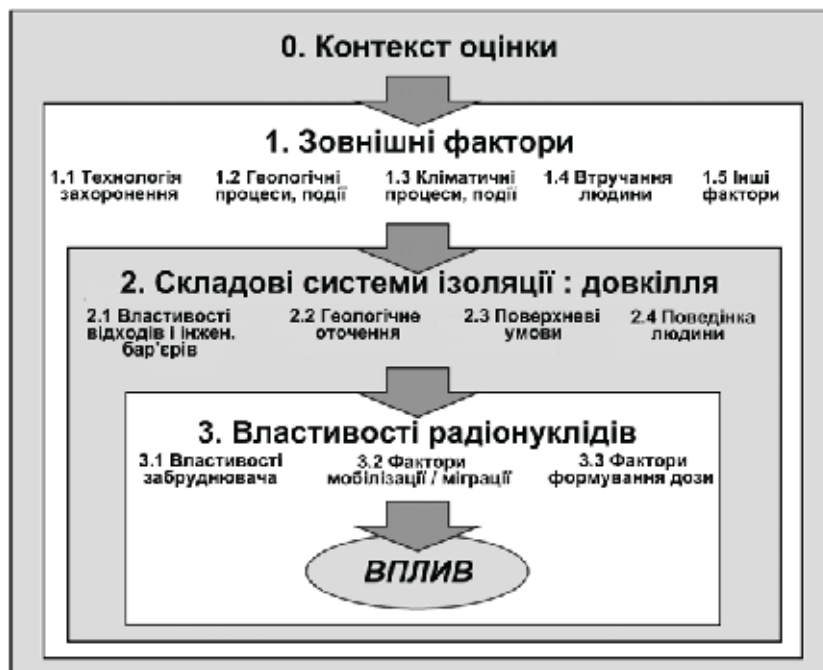 0. Контекст оцінки
1. Зовнішні фактори
1.1 Технологія захоронення
1.2 Геологічні процеси, події
1.3 Кліматичні процеси, події
1.4 Втручання людини
1.5 Інші фактори
2. Складові системи ізоляції : довкілля
2.1 Властивості відходів і інжен. бар'єрів
2.2 Геологічне оточення
2.3 Поверхневі умови
2.4 Поведінка людини
3. Властивості радіонуклідів
3.1 Властивості забруднювача
3.2 Фактори мобілізації / міграції
3.3 Фактори формування дози
ВПЛИВ